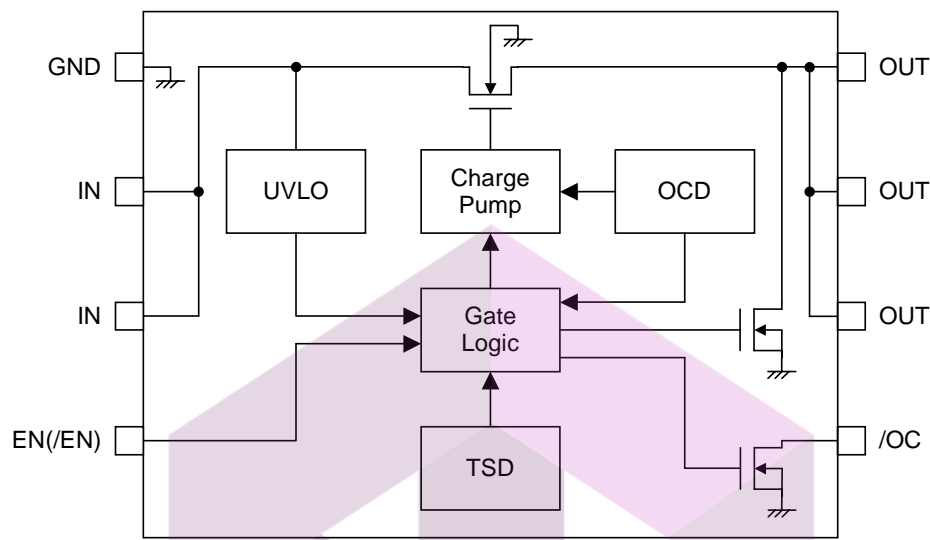 GND
OUT
IN
UVLO
Charge
Pump
OCD
OUT
IN
Gate
Logic
OUT
EN(/EN)
TSD
/OC